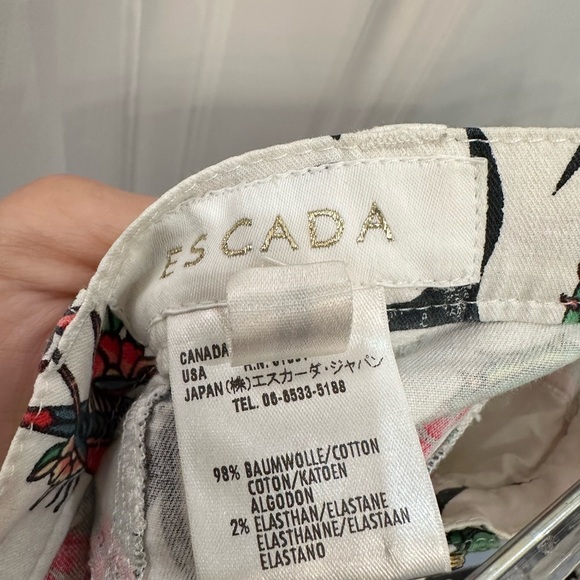 ESCADA
CANADA
USA
JAPAN (株)エスカーダ・ジャパン
TEL. 06-6533-5188
98% BAUMWOLLE/COTTON
COTON/KATOEN
ALGODON
2% ELASTHAN/ELASTANE
ELASTHANNE/ELASTAAN
ELASTANO